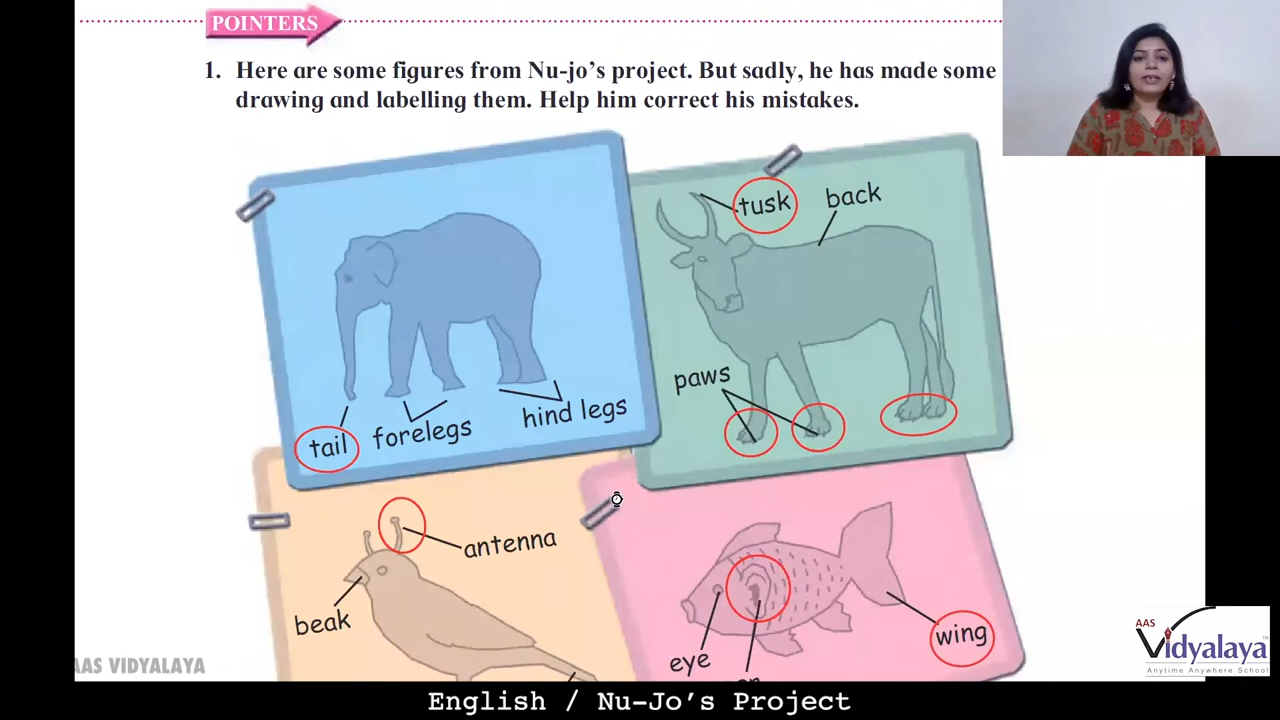 POINTERS
1. Here are some figures from Nu-jo's project. But sadly, he has made some
drawing and labelling them. Help him correct his mistakes.
tusk
back
paws
tail
forelegs
hind legs
antenna
beak
eye
wing
AAS
Vidyalaya
Anytime Anywhere School
AAS VIDYALAYA
English / Nu-Jo’s Project